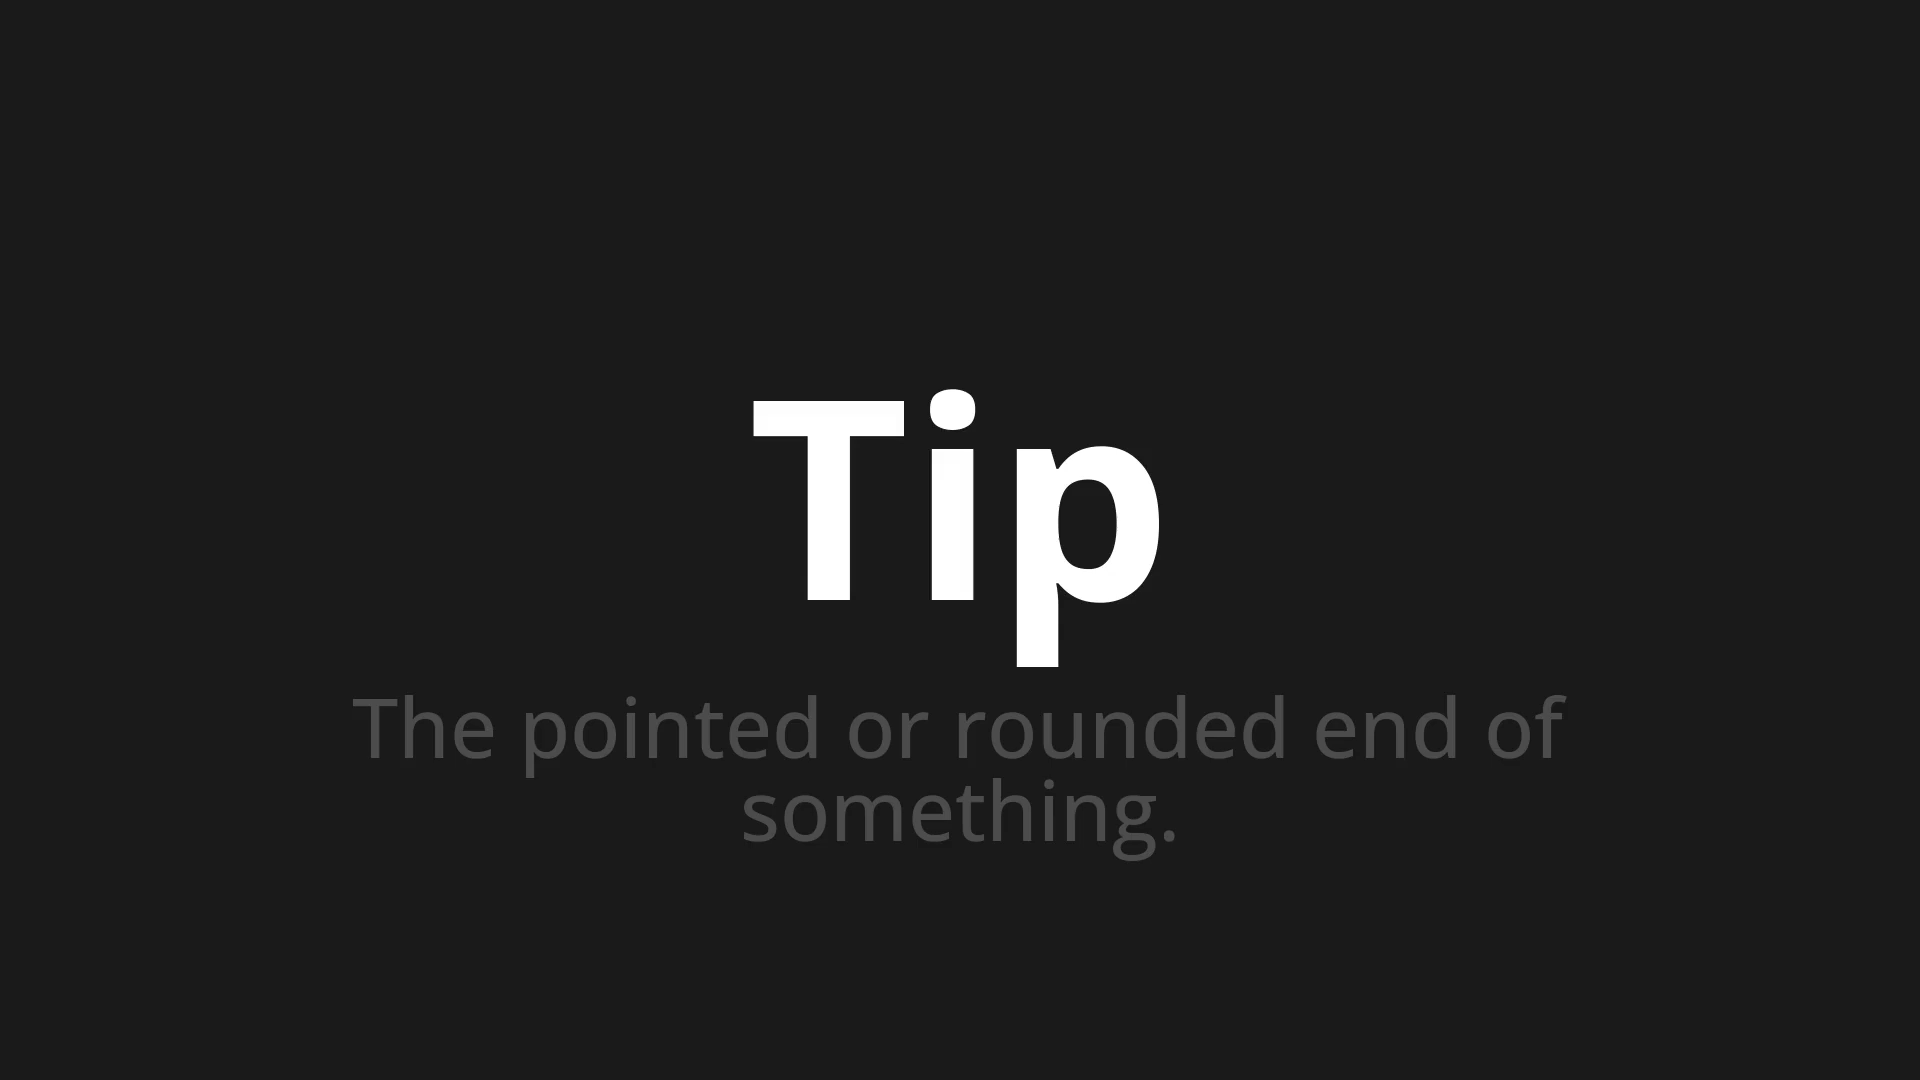 Tip
The pointed or rounded end of
something.